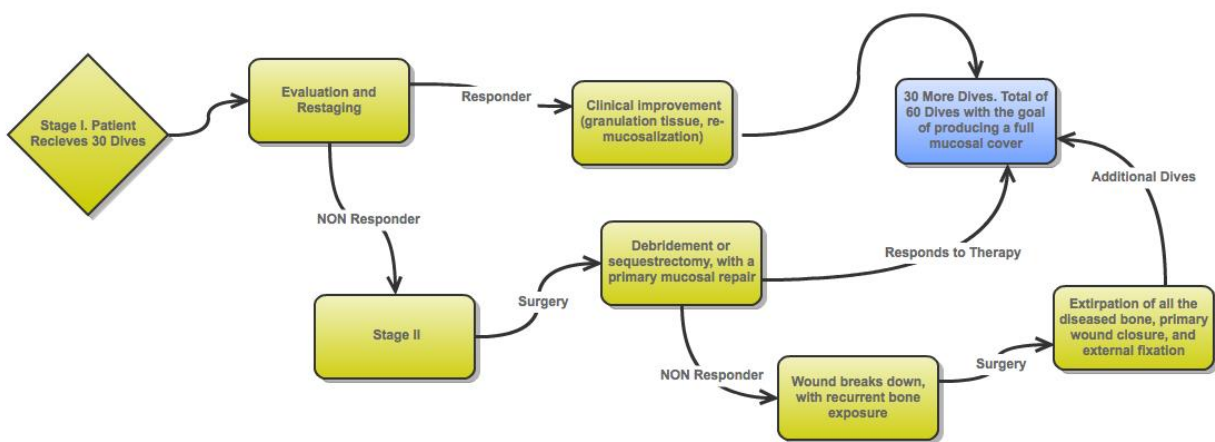 Stage I. Patient
Recieves 30 Dives
Evaluation and
Restaging
Responder
Clinical improvement
(granulation tissue, re-
mucosalization)
30 More Dives. Total of
60 Dives with the goal
of producing a full
mucosal cover
Additional Dives
NON Responder
Stage II
Surgery
Debridement or
sequestrectomy, with a
primary mucosal repair
Responds to Therapy
NON Responder
Wound breaks down,
with recurrent bone
exposure
Surgery
Extirpation of all the
diseased bone, primary
wound closure, and
external fixation